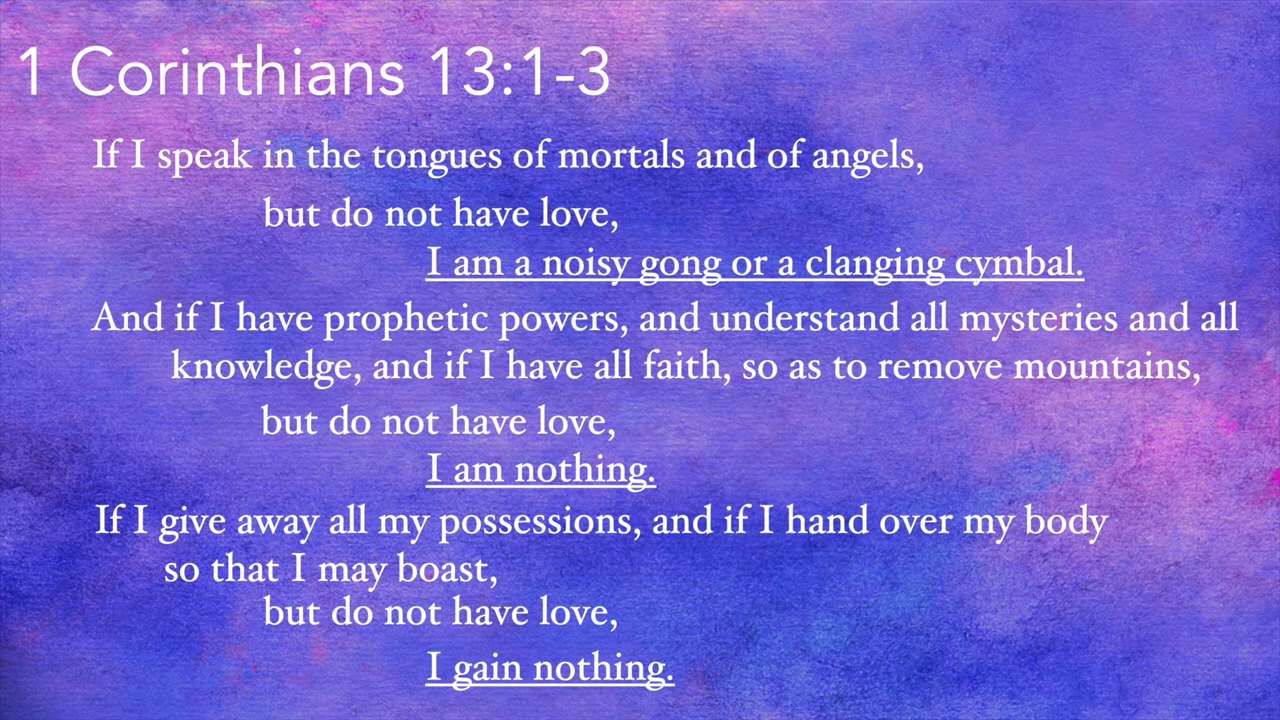 1 Corinthians 13:1-3
If I speak in the tongues of mortals and of angels,
but do not have love,
I am a noisy gong or a clanging cymbal.
And if I have prophetic powers, and understand all mysteries and all
knowledge, and if I have all faith, so as to remove mountains,
but do not have love,
I am nothing.
If I give away all my possessions, and if I hand over my body
so that I may boast,
but do not have love,
I gain nothing.